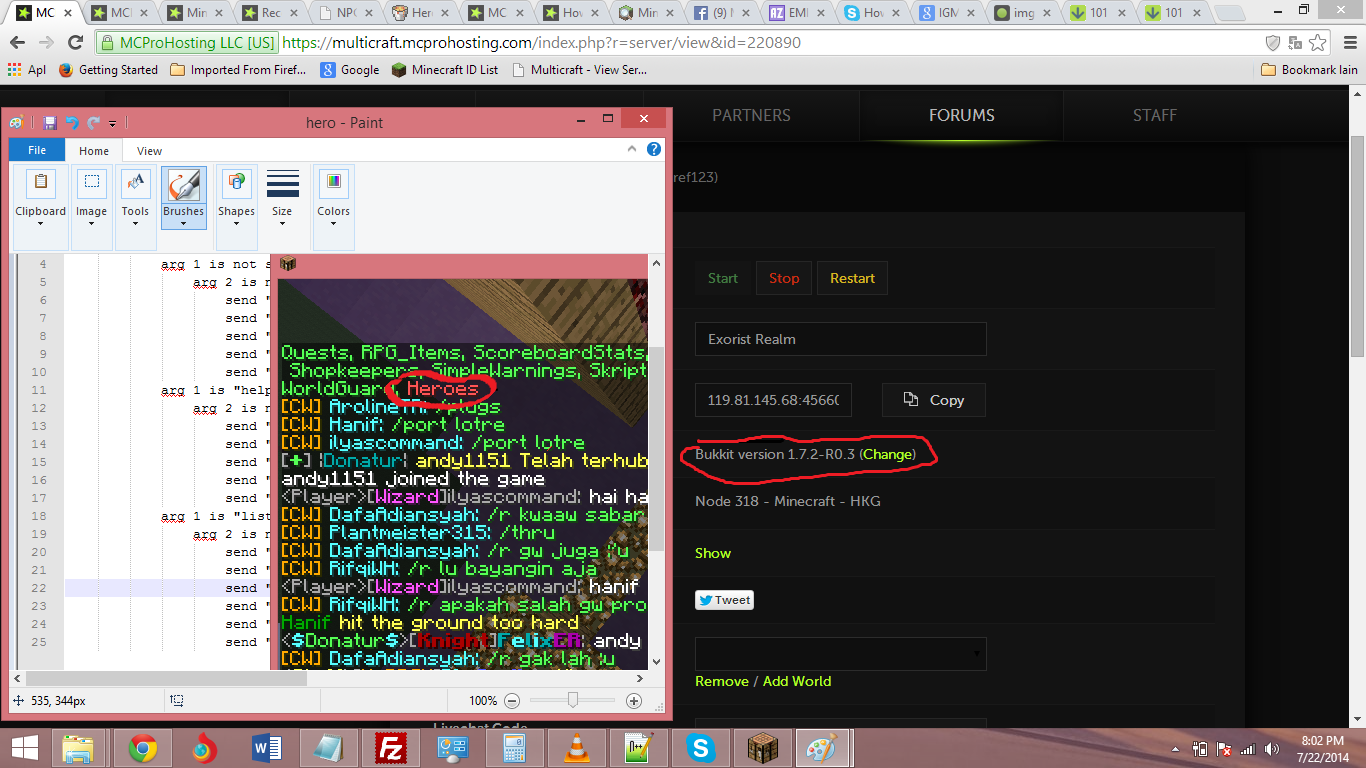 MC
MCI
Min
Rec
NPC
Her
MC
How
Min
(9) M
EME
How
IGM
img
101
101
MCProHosting LLC [US]
https://multicraft.mcprohosting.com/index.php?r=server/view&id=220890
Apl
Getting Started
Imported From Firef...
Google
Minecraft ID List
Multicraft - View Ser...
Bookmark lain
PARTNERS
FORUMS
STAFF
hero - Paint
File
Home
View
Clipboard
Image
Tools
Brushes
Shapes
Size
Colors
4 arg 1 is not s
5 arg 2 is n
6 send "
7 send "
8 send "
9 send "
10 send "
11 arg 1 is "help
12 arg 2 is n
13 send "
14 send "
15 send "
16 send "
17 send "
18 arg 1 is "list
19 arg 2 is n
20 send "
21 send "
22 send "
23 send "
24 send "
25 send "
Quests, RPG_Items, ScoreboardStats,
Shopkeepers, SimpleWarnings, Skript
WorldGuard, Heroes
[CW] ArolineTA: /plugs
[CW] Hanif: /port lotre
[CW] ilyascommand: /port lotre
[+] |Donatur| andy1151 Telah terhub
andy1151 joined the game
<Player>[Wizard]ilyascommand: hai ha
[CW] DafaAdiansyah: /r kwaaw sabar
[CW] Plantmeister315: /thru
[CW] DafaAdiansyah: /r gw juga :'u
[CW] RifqiWH: /r lu bayangin aja
<Player>[Wizard]ilyascommand: hanif
[CW] RifqiWH: /r apakah salah gw pro
Hanif hit the ground too hard
<$Donatur$>[Knight]FelixER: andy
[CW] DafaAdiansyah: /r gak lah :u
535, 344px
100%
ref123)
Start
Stop
Restart
Exorist Realm
119.81.145.68:45660
Copy
Bukkit version 1.7.2-R0.3 (Change)
Node 318 - Minecraft - HKG
Show
Tweet
Remove / Add World
Livechat Code
8:02 PM
7/22/2014